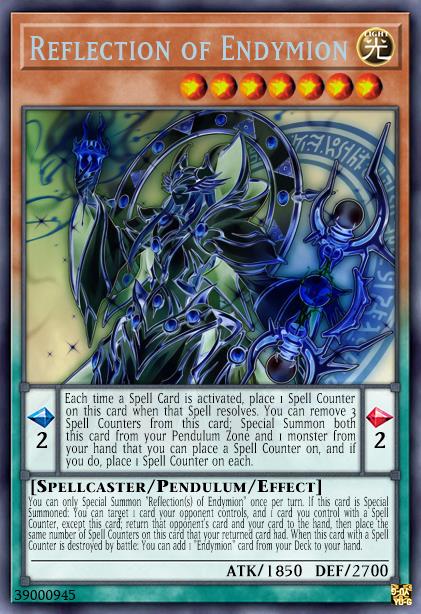 REFLECTION OF ENDYMION
LIGHT
光
Each time a Spell Card is activated, place 1 Spell Counter
on this card when that Spell resolves. You can remove 3
Spell Counters from this card; Special Summon both
this card from your Pendulum Zone and 1 monster from
your hand that you can place a Spell Counter on, and if
you do, place 1 Spell Counter on each.
2
2
[SPELLCASTER/PENDULUM/EFFECT]
You can only Special Summon "Reflection(s) of Endymion" once per turn. If this card is Special
Summoned: You can target 1 card your opponent controls, and 1 card you control with a Spell
Counter, except this card; return that opponent's card and your card to the hand, then place the
same number of Spell Counters on this card that your returned card had. When this card with a Spell
Counter is destroyed by battle: You can add 1 "Endymion" card from your Deck to your hand.
ATK/1850 DEF/2700
39000945